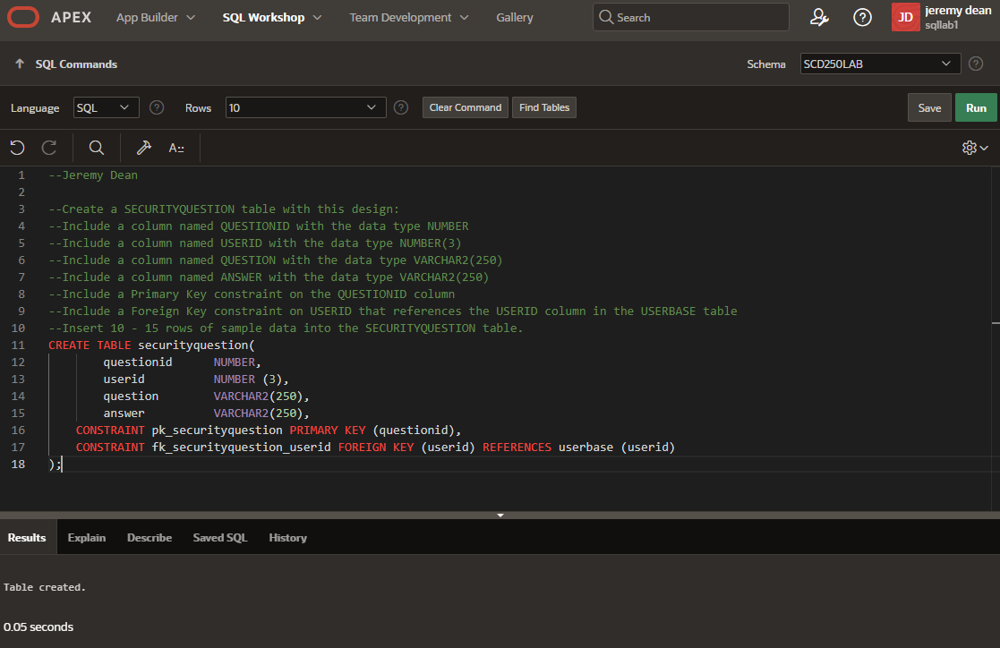 APEX App Builder SQL Workshop Team Development Gallery Search JD jeremy dean
sqllab1
SQL Commands Schema SCD250LAB
Language SQL Rows 10 Clear Command Find Tables Save Run
A::
1 --Jeremy Dean
2
3 --Create a SECURITYQUESTION table with this design:
4 --Include a column named QUESTIONID with the data type NUMBER
5 --Include a column named USERID with the data type NUMBER(3)
6 --Include a column named QUESTION with the data type VARCHAR2(250)
7 --Include a column named ANSWER with the data type VARCHAR2(250)
8 --Include a Primary Key constraint on the QUESTIONID column
9 --Include a Foreign Key constraint on USERID that references the USERID column in the USERBASE table
10 --Insert 10 - 15 rows of sample data into the SECURITYQUESTION table.
11 CREATE TABLE securityquestion(
12 questionid NUMBER,
13 userid NUMBER (3),
14 question VARCHAR2(250),
15 answer VARCHAR2(250),
16 CONSTRAINT pk_securityquestion PRIMARY KEY (questionid),
17 CONSTRAINT fk_securityquestion_userid FOREIGN KEY (userid) REFERENCES userbase (userid)
18 );
Results Explain Describe Saved SQL History
Table created.
0.05 seconds